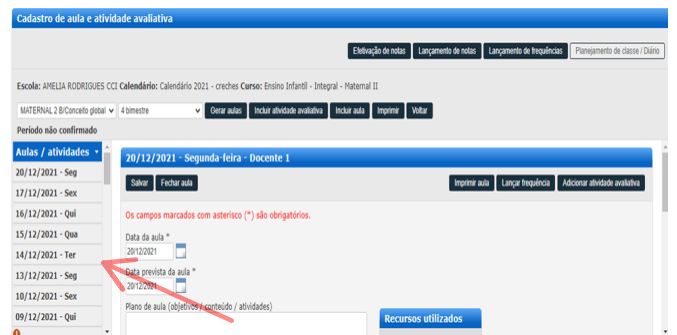 Cadastro de aula e atividade avaliativa
Efetivação de notas Lançamento de notas Lançamento de frequências Planejamento de classe / Diário
Escola: AMELIA RODRIGUES CCI Calendário: Calendário 2021 - creches Curso: Ensino Infantil - Integral - Maternal II
MATERNAL 2 B/Conceito global 4 bimestre Gerar aulas Incluir atividade avaliativa Incluir aula Imprimir Voltar
Período não confirmado
Aulas / atividades
20/12/2021 - Seg
17/12/2021 - Sex
16/12/2021 - Qui
15/12/2021 - Qua
14/12/2021 - Ter
13/12/2021 - Seg
10/12/2021 - Sex
09/12/2021 - Qui
20/12/2021 - Segunda-feira - Docente 1
Salvar Fechar aula Imprimir aula Lançar frequência Adicionar atividade avaliativa
Os campos marcados com asterisco (*) são obrigatórios.
Data da aula *
20/12/2021
Data prevista da aula *
20/12/2021
Plano de aula (objetivos / conteúdo / atividades)
Recursos utilizados